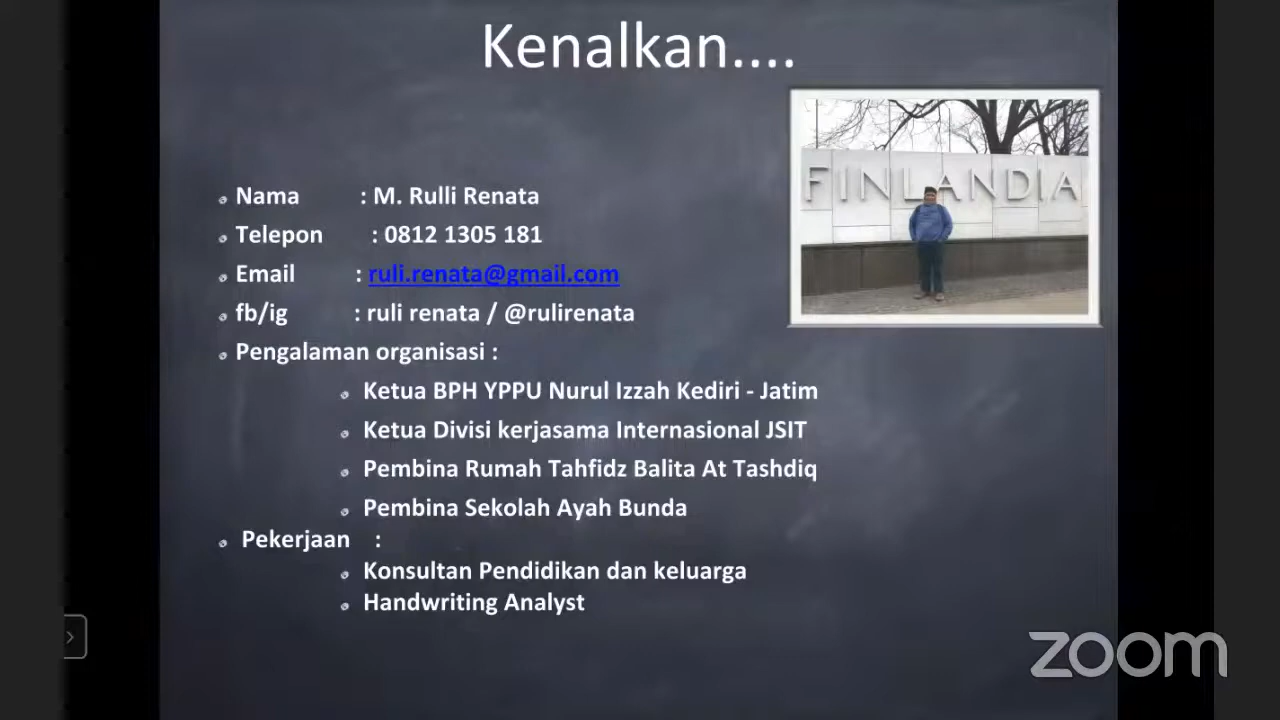 Kenalkan....
FINLANDIA
Nama : M. Rulli Renata
Telepon : 0812 1305 181
Email : ruli.renata@gmail.com
fb/ig : ruli renata / @rulirenata
Pengalaman organisasi :
Ketua BPH YPPU Nurul Izzah Kediri - Jatim
Ketua Divisi kerjasama Internasional JSIT
Pembina Rumah Tahfidz Balita At Tashdiq
Pembina Sekolah Ayah Bunda
Pekerjaan :
Konsultan Pendidikan dan keluarga
Handwriting Analyst
zoom